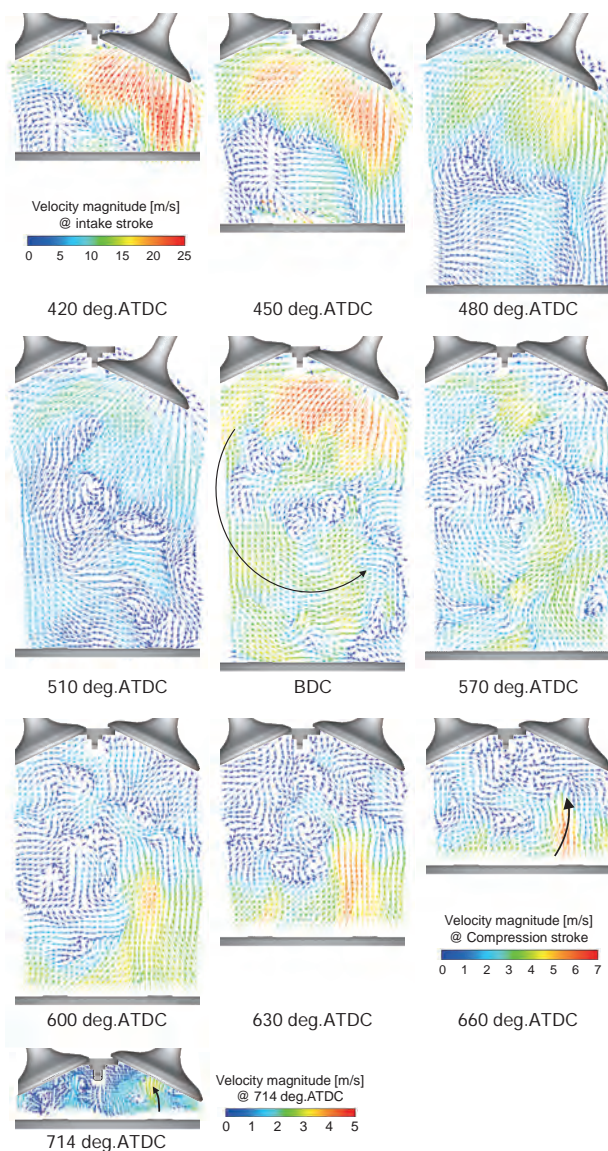 Velocity magnitude [m/s]
@ intake stroke
0 5 10 15 20 25
420 deg.ATDC
450 deg.ATDC
480 deg.ATDC
510 deg.ATDC
BDC
570 deg.ATDC
Velocity magnitude [m/s]
@ Compression stroke
0 1 2 3 4 5 6 7
600 deg.ATDC
630 deg.ATDC
660 deg.ATDC
Velocity magnitude [m/s]
@ 714 deg.ATDC
0 1 2 3 4 5
714 deg.ATDC